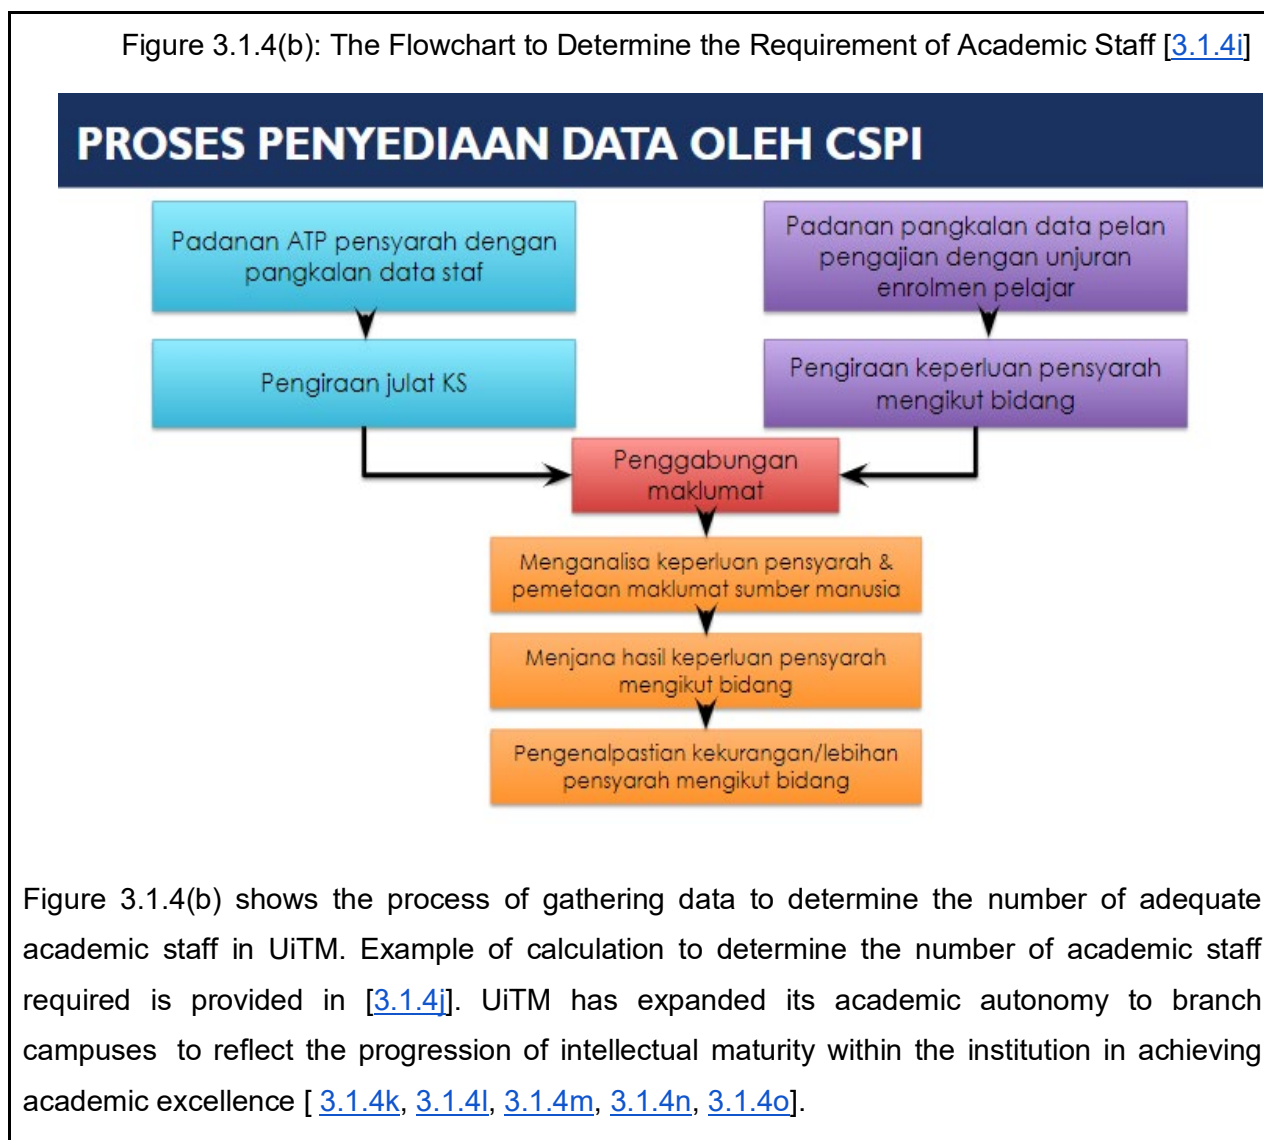 Figure 3.1.4(b): The Flowchart to Determine the Requirement of Academic Staff [3.1.4i]
PROSES PENYEDIAAN DATA OLEH CSPI
Padanan ATP pensyarah dengan
pangkalan data staf
Pengiraan julat KS
Padanan pangkalan data pelan
pengajian dengan unjuran
enrolmen pelajar
Pengiraan keperluan pensyarah
mengikut bidang
Penggabungan
maklumat
Menganalisa keperluan pensyarah &
pemetaan maklumat sumber manusia
Menjana hasil keperluan pensyarah
mengikut bidang
Pengenalpastian kekurangan/lebihan
pensyarah mengikut bidang
Figure 3.1.4(b) shows the process of gathering data to determine the number of adequate
academic staff in UiTM. Example of calculation to determine the number of academic staff
required is provided in [3.1.4j]. UiTM has expanded its academic autonomy to branch
campuses to reflect the progression of intellectual maturity within the institution in achieving
academic excellence [ 3.1.4k, 3.1.4l, 3.1.4m, 3.1.4n, 3.1.4o].